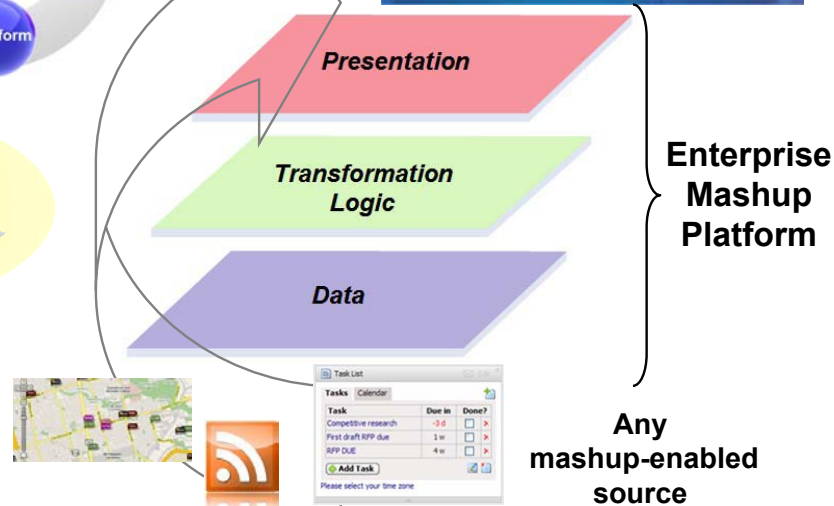 form
Presentation
Transformation
Logic
Data
Enterprise
Mashup
Platform
Task List
Tasks Calendar
Task Due in Done?
Competitive research -3 d
First draft RFP due 1 w
RFP DUE 4 w
Add Task
Please select your time zone
Any
mashup-enabled
source